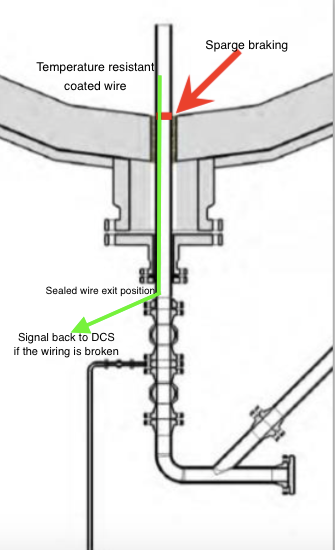 Sparge braking
Temperature resistant
coated wire
Sealed wire exit position
Signal back to DCS
if the wiring is broken